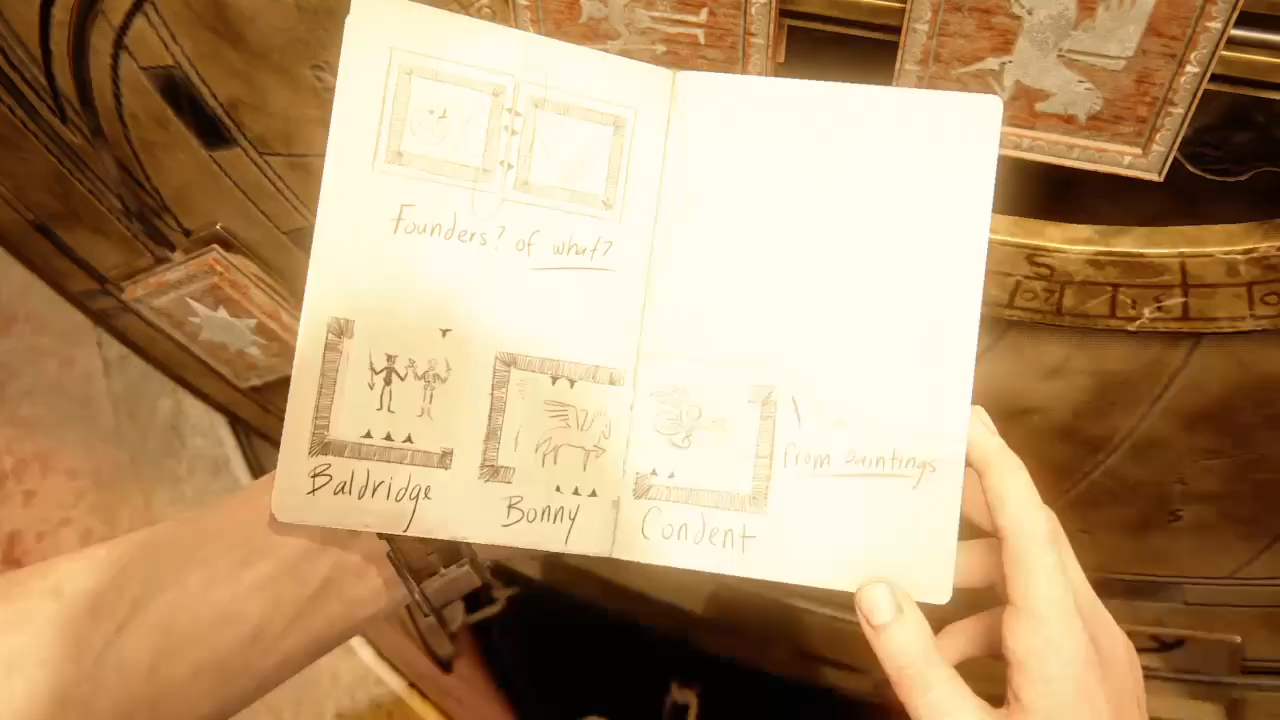 Founders? of what?
Baldridge
Bonny
Condent
From paintings